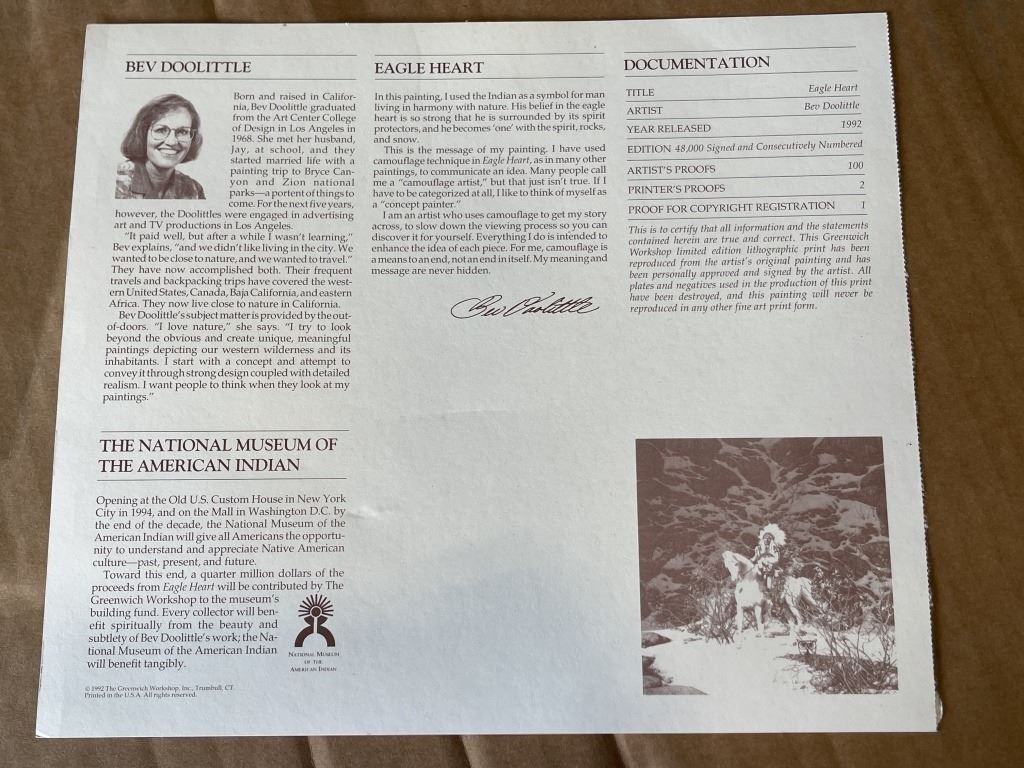 BEV DOOLITTLE
Born and raised in Califor-
nia, Bev Doolittle graduated
from the Art Center College
of Design in Los Angeles in
1968. She met her husband,
Jay, at school, and they
started married life with a
painting trip to Bryce Can-
yon and Zion national
parks—a portent of things to
come. For the next five years,
however, the Doolittles were engaged in advertising
art and TV productions in Los Angeles.
"It paid well, but after a while I wasn't learning,"
Bev explains, "and we didn't like living in the city. We
wanted to be close to nature, and we wanted to travel."
They have now accomplished both. Their frequent
travels and backpacking trips have covered the west-
ern United States, Canada, Baja California, and eastern
Africa. They now live close to nature in California.
Bev Doolittle's subject matter is provided by the out-
of-doors. "I love nature," she says. "I try to look
beyond the obvious and create unique, meaningful
paintings depicting our western wilderness and its
inhabitants. I start with a concept and attempt to
convey it through strong design coupled with detailed
realism. I want people to think when they look at my
paintings."
THE NATIONAL MUSEUM OF
THE AMERICAN INDIAN
Opening at the Old U.S. Custom House in New York
City in 1994, and on the Mall in Washington D.C. by
the end of the decade, the National Museum of the
American Indian will give all Americans the opportu-
nity to understand and appreciate Native American
culture—past, present, and future.
Toward this end, a quarter million dollars of the
proceeds from Eagle Heart will be contributed by The
Greenwich Workshop to the museum's
building fund. Every collector will ben-
efit spiritually from the beauty and
subtlety of Bev Doolittle's work; the Na-
tional Museum of the American Indian
will benefit tangibly.
NATIONAL MUSEUM
OF THE
AMERICAN INDIAN
© 1992 The Greenwich Workshop, Inc., Trumbull, CT.
Printed in the U.S.A. All rights reserved.
EAGLE HEART
In this painting, I used the Indian as a symbol for man
living in harmony with nature. His belief in the eagle
heart is so strong that he is surrounded by its spirit
protectors, and he becomes 'one' with the spirit, rocks,
and snow.
This is the message of my painting. I have used
camouflage technique in Eagle Heart, as in many other
paintings, to communicate an idea. Many people call
me a "camouflage artist," but that just isn't true. If I
have to be categorized at all, I like to think of myself as
a "concept painter."
I am an artist who uses camouflage to get my story
across, to slow down the viewing process so you can
discover it for yourself. Everything I do is intended to
enhance the idea of each piece. For me, camouflage is
a means to an end, not an end in itself. My meaning and
message are never hidden.
Bev Doolittle
DOCUMENTATION
TITLE Eagle Heart
ARTIST Bev Doolittle
YEAR RELEASED 1992
EDITION 48,000 Signed and Consecutively Numbered
ARTIST'S PROOFS 100
PRINTER'S PROOFS 2
PROOF FOR COPYRIGHT REGISTRATION 1
This is to certify that all information and the statements
contained herein are true and correct. This Greenwich
Workshop limited edition lithographic print has been
reproduced from the artist's original painting and has
been personally approved and signed by the artist. All
plates and negatives used in the production of this print
have been destroyed, and this painting will never be
reproduced in any other fine art print form.